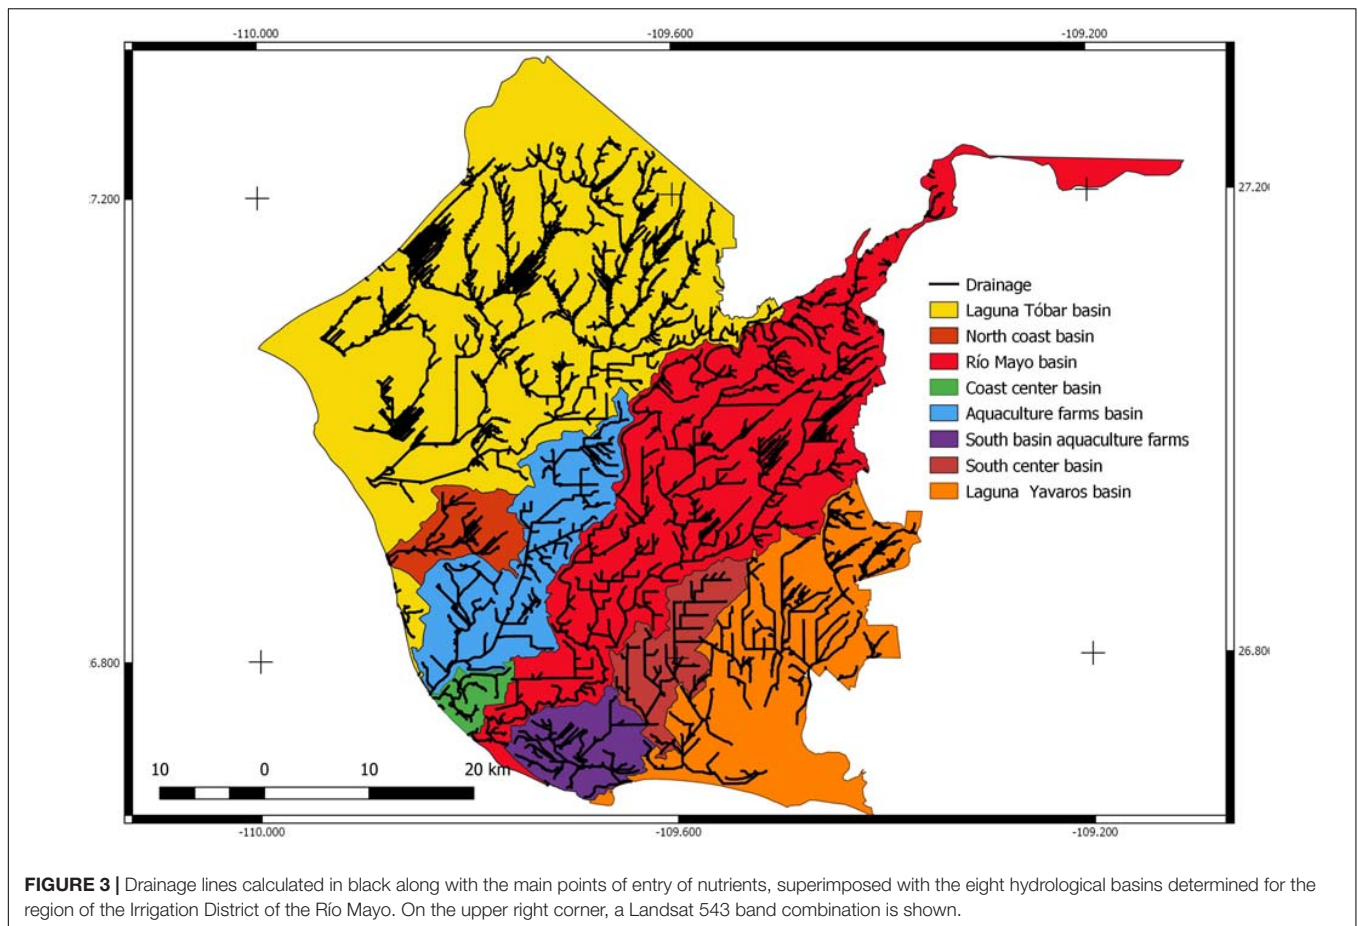 -110.000 -109.600 -109.200
7.200 27.20
Drainage
Laguna Tóbar basin
North coast basin
Río Mayo basin
Coast center basin
Aquaculture farms basin
South basin aquaculture farms
South center basin
Laguna Yavaros basin
6.800 26.80
10 0 10 20 km
-110.000 -109.600 -109.200
FIGURE 3 | Drainage lines calculated in black along with the main points of entry of nutrients, superimposed with the eight hydrological basins determined for the
region of the Irrigation District of the Río Mayo. On the upper right corner, a Landsat 543 band combination is shown.